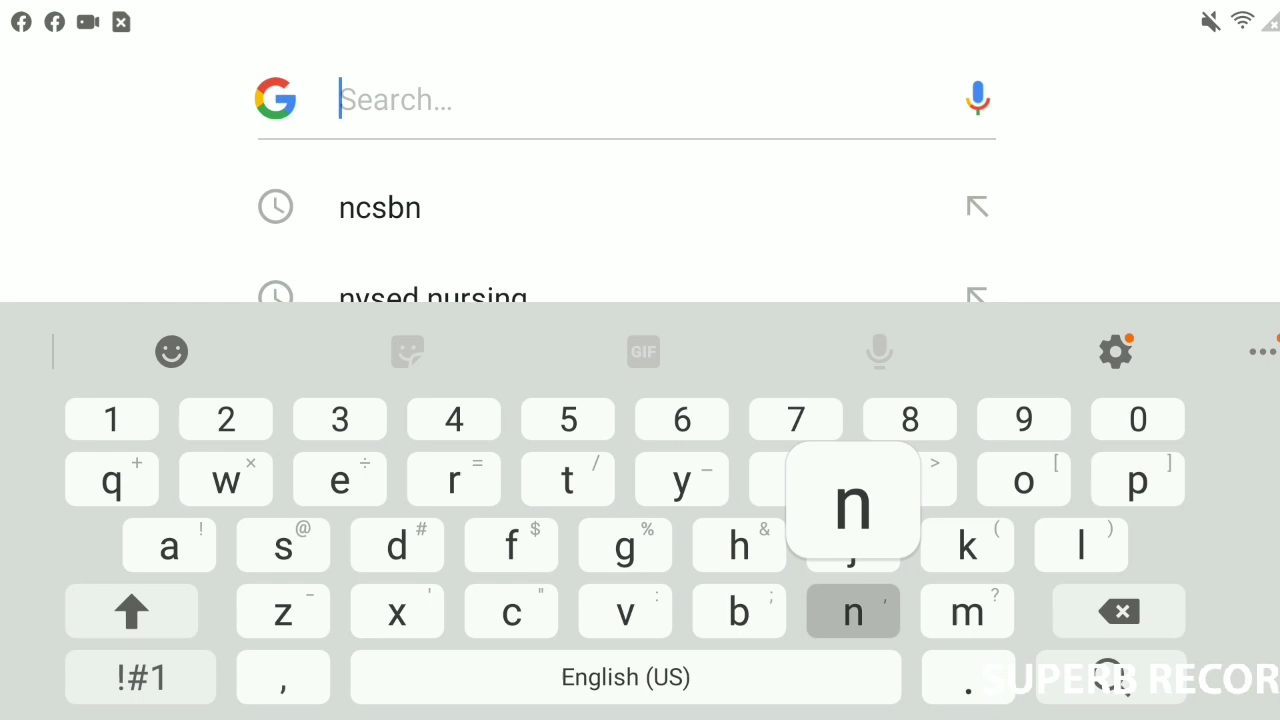 Search...
ncsbn
nysed nursing
GIF
1 2 3 4 5 6 7 8 9 0
q + w × e ÷ r = t / y – > o [ p ]
n
a ! s @ d # f $ g % h & j k ( l )
z – x ' c " v : b ; n , m ?
!#1 , English (US) .
SUPERB RECOR